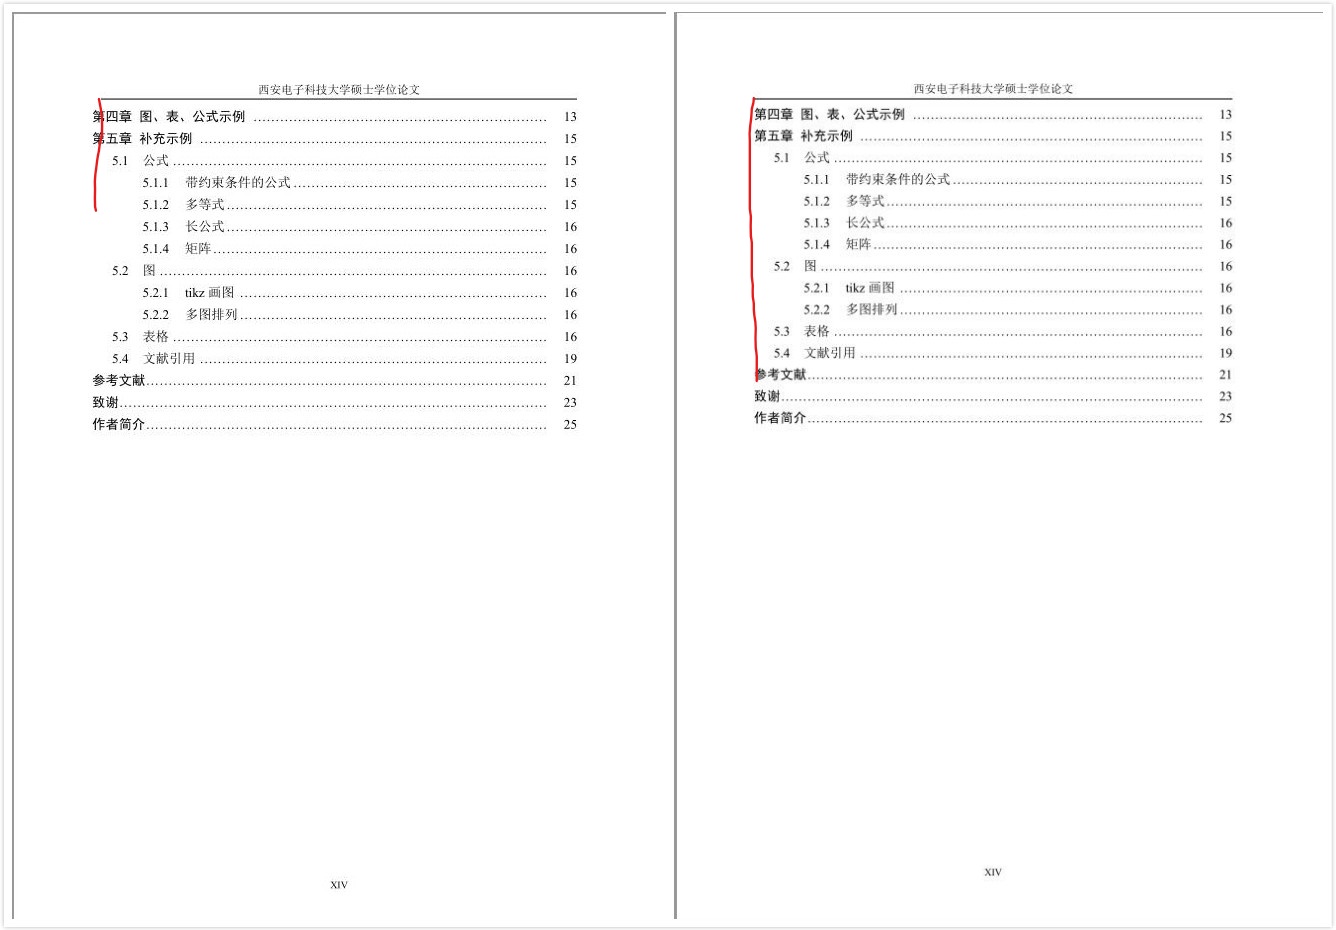 西安电子科技大学硕士学位论文
第四章 图、表、公式示例 ........ 13
第五章 补充示例 ........ 15
5.1 公式 ........ 15
5.1.1 带约束条件的公式 ........ 15
5.1.2 多等式 ........ 15
5.1.3 长公式 ........ 16
5.1.4 矩阵 ........ 16
5.2 图 ........ 16
5.2.1 tikz 画图 ........ 16
5.2.2 多图排列 ........ 16
5.3 表格 ........ 16
5.4 文献引用 ........ 19
参考文献 ........ 21
致谢 ........ 23
作者简介 ........ 25
XIV
西安电子科技大学硕士学位论文
第四章 图、表、公式示例 ........ 13
第五章 补充示例 ........ 15
5.1 公式 ........ 15
5.1.1 带约束条件的公式 ........ 15
5.1.2 多等式 ........ 15
5.1.3 长公式 ........ 16
5.1.4 矩阵 ........ 16
5.2 图 ........ 16
5.2.1 tikz 画图 ........ 16
5.2.2 多图排列 ........ 16
5.3 表格 ........ 16
5.4 文献引用 ........ 19
参考文献 ........ 21
致谢 ........ 23
作者简介 ........ 25
XIV